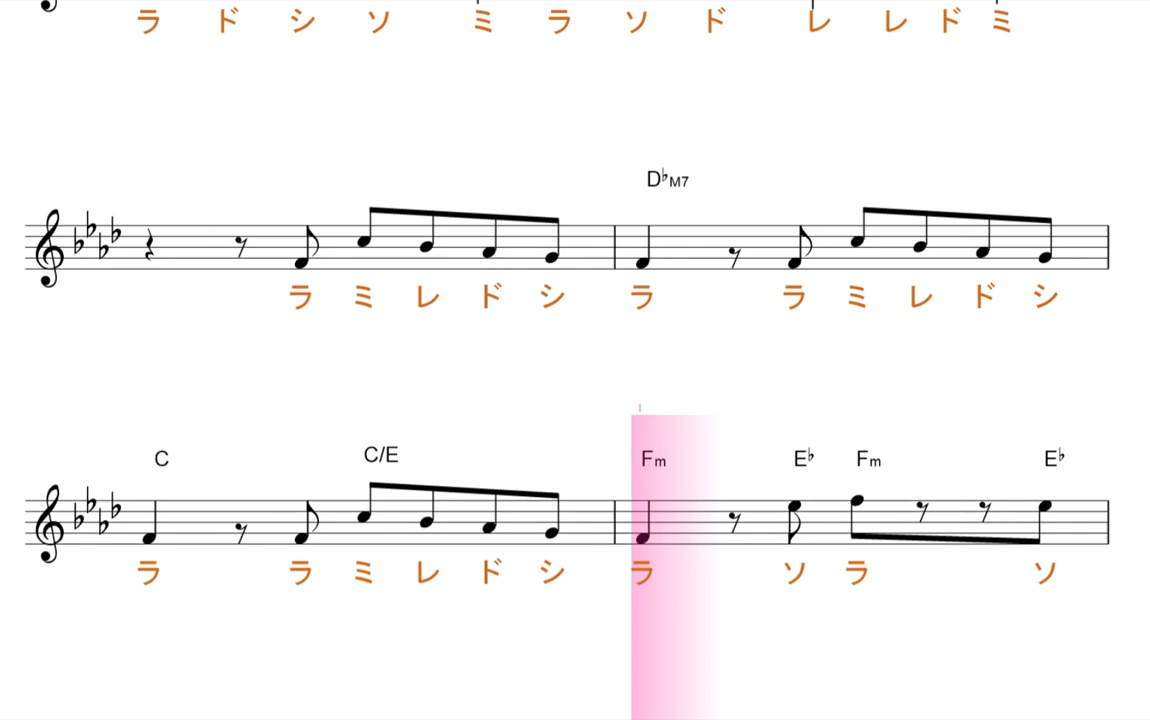 ラ ド シ ソ ミ ラ ソ ド レ レ ド ミ
D♭M7
ラ ミ レ ド シ ラ ラ ミ レ ド シ
1
C C/E Fm E♭ Fm E♭
ラ ラ ミ レ ド シ ラ ソ ラ ソ